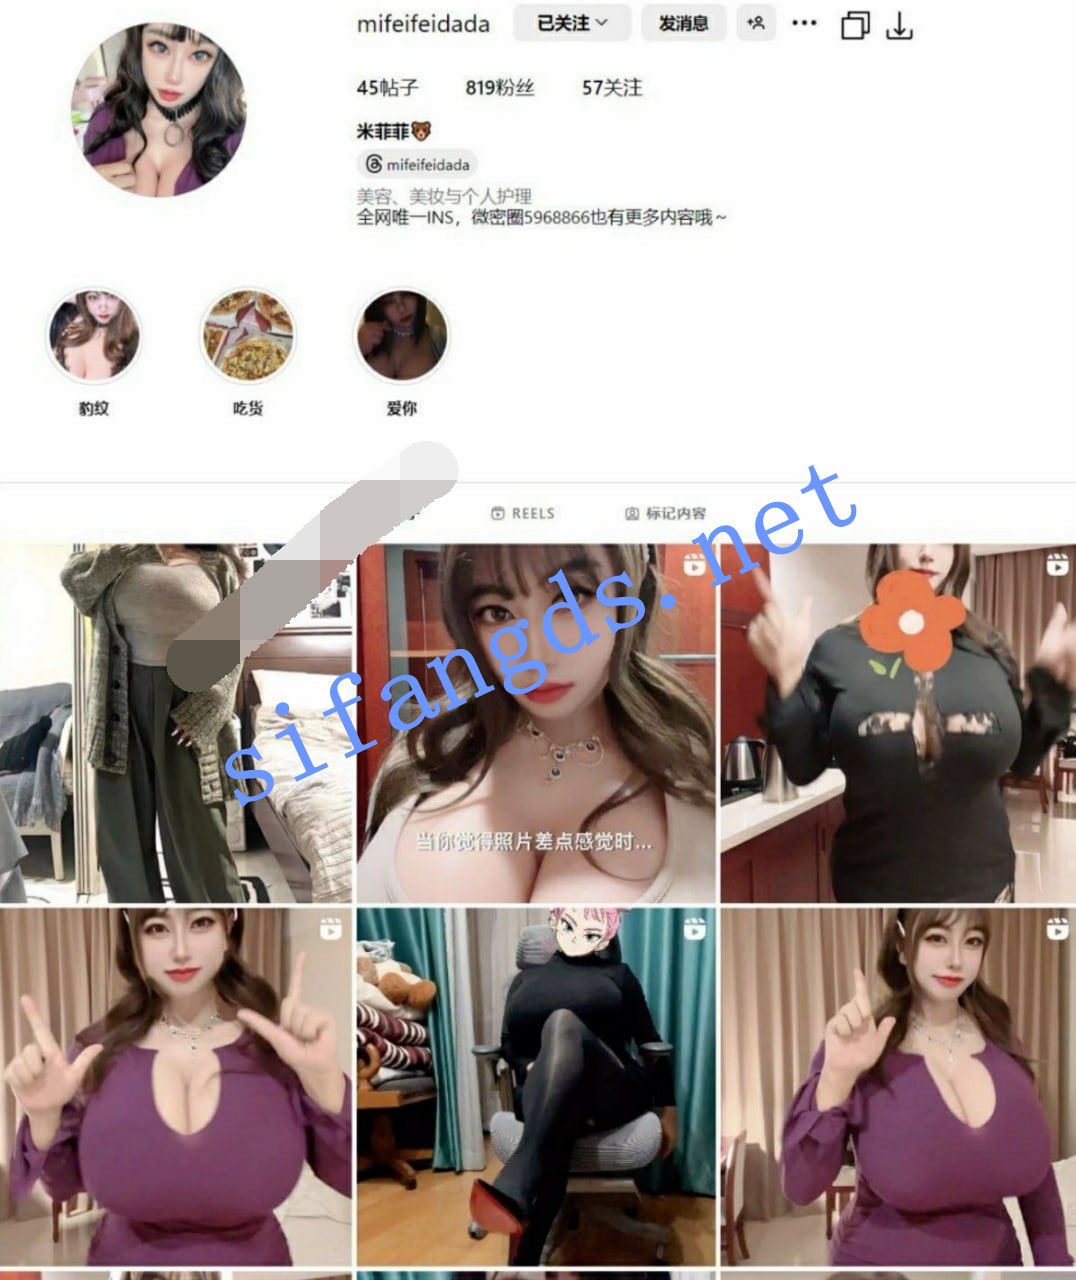 mifeifeidada 已关注 发消息
45帖子 819粉丝 57关注
米菲菲🐻
mifeifeidada
美容、美妆与个人护理
全网唯一INS，微密圈5968866也有更多内容哦~
豹纹 吃货 爱你
REELS 标记内容
sifangds.net
当你觉得照片差点感觉时...